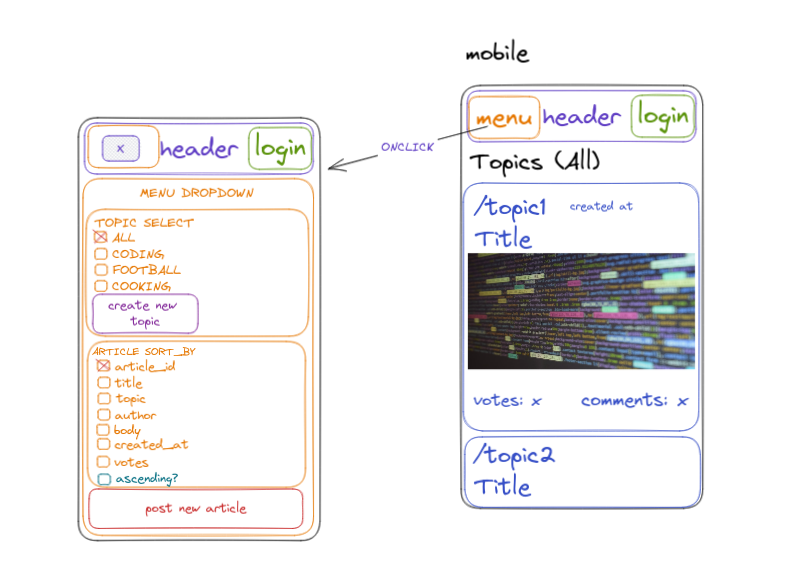 mobile
menu header login
Topics (All)
/topic1 created at
Title
votes: x comments: x
/topic2
Title
ONCLICK
x header login
MENU DROPDOWN
TOPIC SELECT
ALL
CODING
FOOTBALL
COOKING
create new
topic
ARTICLE SORT_BY
article_id
title
topic
author
body
created_at
votes
ascending?
post new article